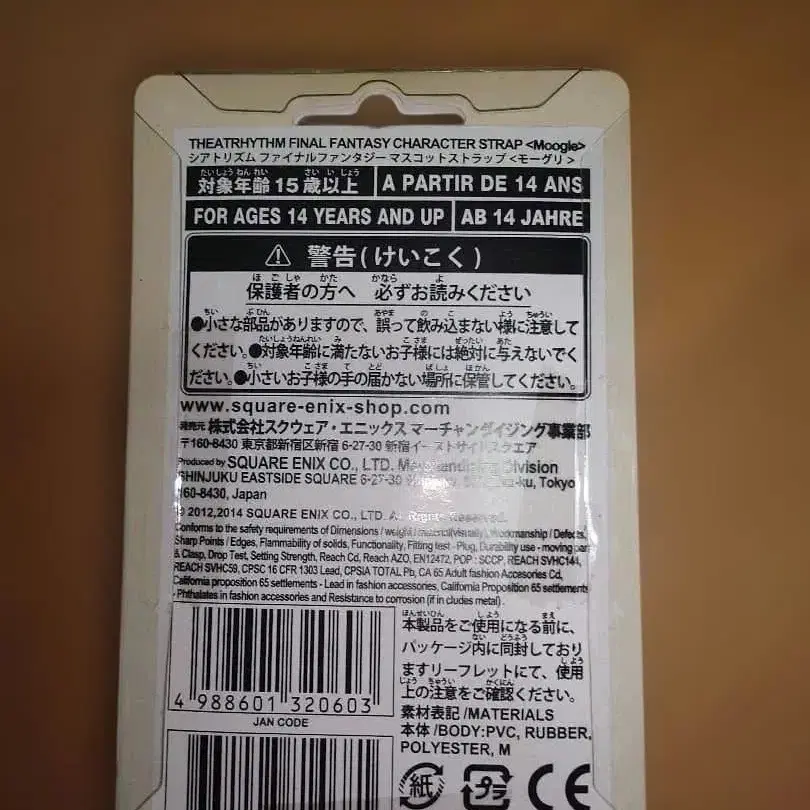 THEATRHYTHM FINAL FANTASY CHARACTER STRAP <Moogle>
シアトリズム ファイナルファンタジー マスコットストラップ <モーグリ>
対象年齢 15 歳以上 A PARTIR DE 14 ANS
FOR AGES 14 YEARS AND UP AB 14 JAHRE
⚠ 警告(けいこく)
保護者の方へ 必ずお読みください
●小さな部品がありますので、誤って飲み込まない様に注意して
ください。●対象年齢に満たないお子様には絶対に与えないでく
ださい。●小さいお子様の手の届かない場所に保管してください。
www.square-enix-shop.com
発売元 株式会社スクウェア・エニックス マーチャンダイジング事業部
〒160-8430 東京都新宿区新宿 6-27-30 新宿イーストサイドスクエア
Produced by SQUARE ENIX CO., LTD. Merchandising Division
SHINJUKU EASTSIDE SQUARE 6-27-30 Tokyo
160-8430, Japan
© 2012,2014 SQUARE ENIX CO., LTD. All Rights Reserved.
Conforms to the safety requirements of Dimensions / weight / material(visually), Workmanship / Defects,
Sharp Points / Edges, Flammability of solids, Functionality, Fitting test - Plug, Durability use - moving part
& Clasp, Drop Test, Setting Strength, Reach Cd, Reach AZO, EN12472, POP : SCCP, REACH SVHC144,
REACH SVHC59, CPSC 16 CFR 1303 Lead, CPSIA TOTAL Pb, CA 65 Adult fashion Accesories Cd,
California proposition 65 settlements - Lead in fashion accessories, California Proposition 65 settlements
- Phthalates in fashion accessories and Resistance to corrosion (if in cludes metal) .
本製品をご使用になる前に、
パッケージ内に同封しており
ますリーフレットにて、使用
上の注意をご確認ください。
4 988601 320603
JAN CODE
素材表記 /MATERIALS
本体 /BODY:PVC, RUBBER,
POLYESTER, M
紙 プラ CE